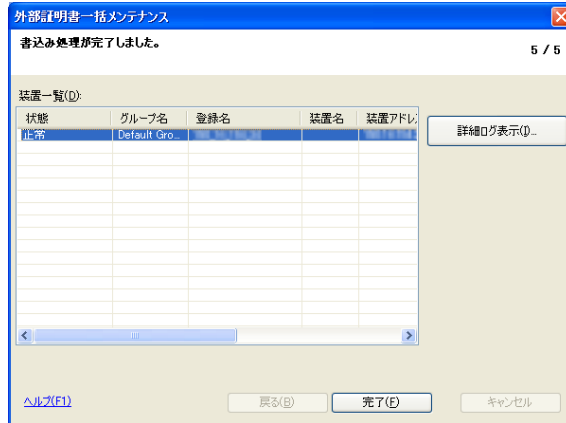 外部証明書一括メンテナンス
書込み処理が完了しました。
5 / 5
装置一覧(D):
状態 グループ名 登録名 装置名 装置アドレ
正常 Default Gro...
詳細ログ表示(I)...
ヘルプ(F1)
戻る(B) 完了(F) キャンセル